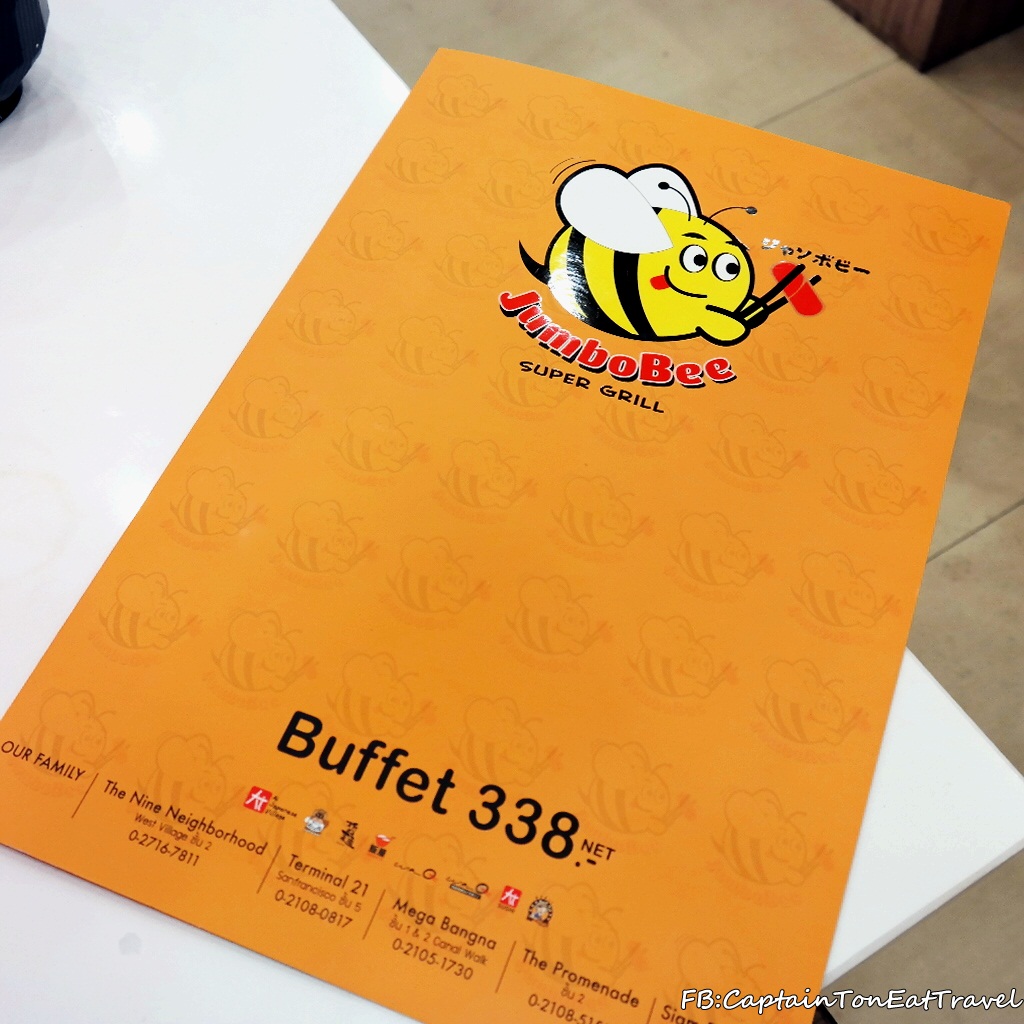 ジャンボビー
JumboBee
SUPER GRILL
Buffet 338.-
NET
OUR FAMILY
The Nine Neighborhood
West Village ชั้น 2
0-2716-7811
Terminal 21
Sanfrancisco ชั้น 5
0-2108-0817
Mega Bangna
ชั้น 1 & 2 Canal Walk
0-2105-1730
The Promenade
ชั้น 2
FB:CaptainTonEatTravel